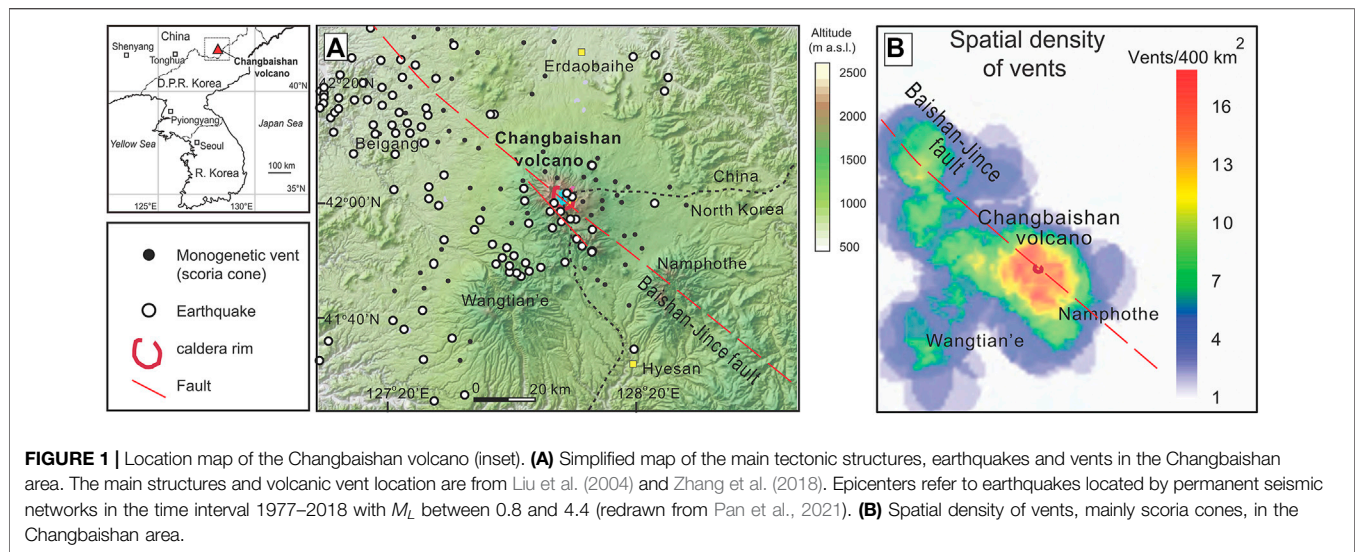 China
Shenyang
Tonghua
Changbaishan
volcano
D.P.R. Korea
40°N
Pyiongyang
Japan Sea
Yellow Sea
Seoul
R. Korea
100 km
35°N
125°E
130°E
Monogenetic vent
(scoria cone)
Earthquake
caldera rim
Fault
A
Erdaobaihe
42°20'N
Beigang
Changbaishan
volcano
China
North Korea
42°00'N
Namphothe
Wangtian'e
Baishan-Jince fault
41°40'N
Hyesan
0 20 km
127°20'E
128°20'E
Altitude
(m a.s.l.)
2500
2000
1500
1000
500
B
Spatial density
of vents
Vents/400 km 2
Baishan-Jince
fault
16
13
10
7
4
1
Changbaishan
volcano
Namphothe
Wangtian'e
FIGURE 1 | Location map of the Changbaishan volcano (inset). (A) Simplified map of the main tectonic structures, earthquakes and vents in the Changbaishan
area. The main structures and volcanic vent location are from Liu et al. (2004) and Zhang et al. (2018). Epicenters refer to earthquakes located by permanent seismic
networks in the time interval 1977–2018 with ML between 0.8 and 4.4 (redrawn from Pan et al., 2021). (B) Spatial density of vents, mainly scoria cones, in the
Changbaishan area.